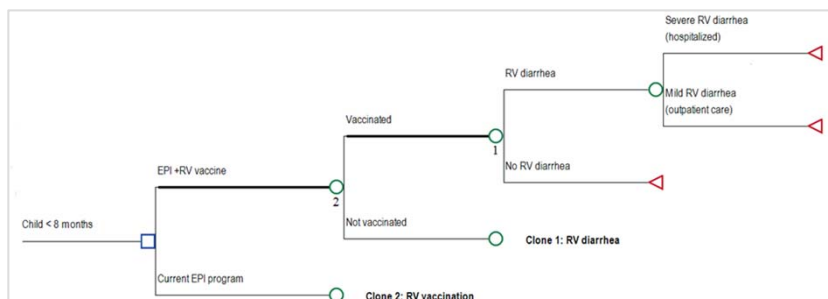 Severe RV diarrhea
(hospitalized)
RV diarrhea
Mild RV diarrhea
(outpatient care)
Vaccinated
1
EPI +RV vaccine
No RV diarrhea
2
Not vaccinated
Child < 8 months
Clone 1: RV diarrhea
Current EPI program
Clone 2: RV vaccination